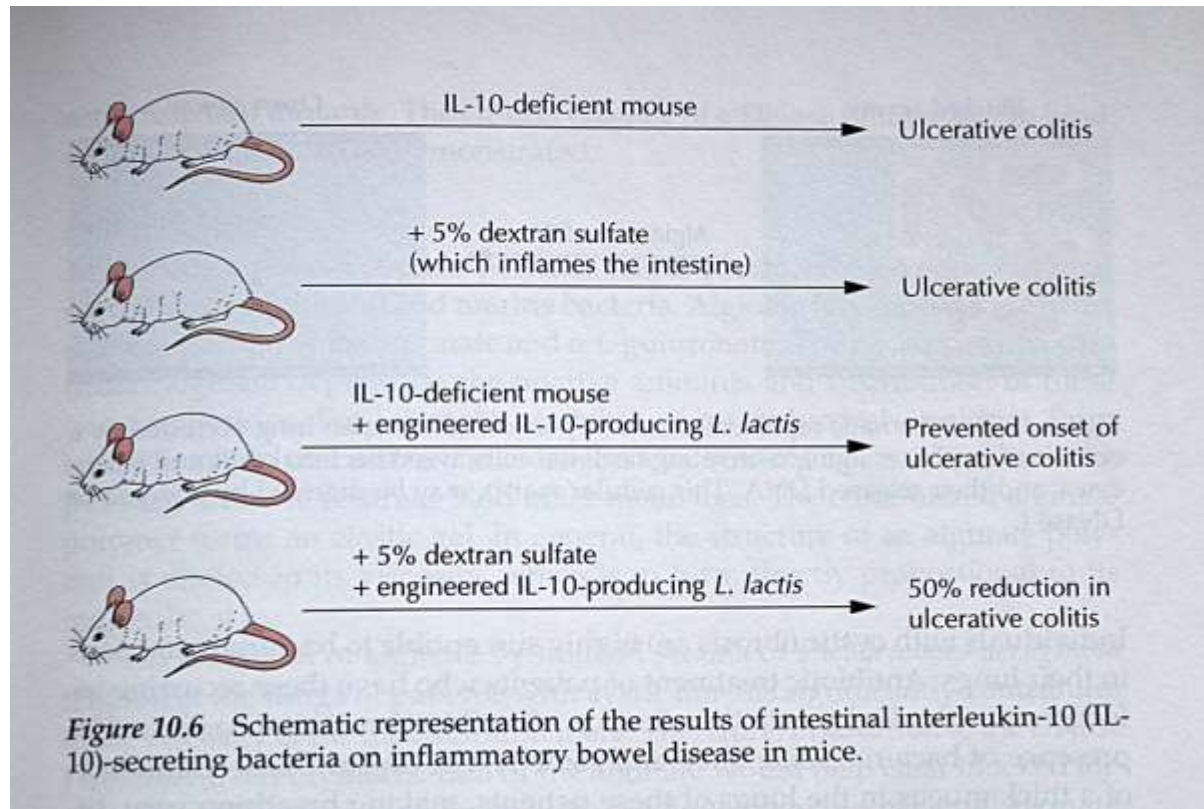 IL-10-deficient mouse
Ulcerative colitis
+ 5% dextran sulfate
(which inflames the intestine)
Ulcerative colitis
IL-10-deficient mouse
+ engineered IL-10-producing L. lactis
Prevented onset of
ulcerative colitis
+ 5% dextran sulfate
+ engineered IL-10-producing L. lactis
50% reduction in
ulcerative colitis
Figure 10.6 Schematic representation of the results of intestinal interleukin-10 (IL-
10)-secreting bacteria on inflammatory bowel disease in mice.